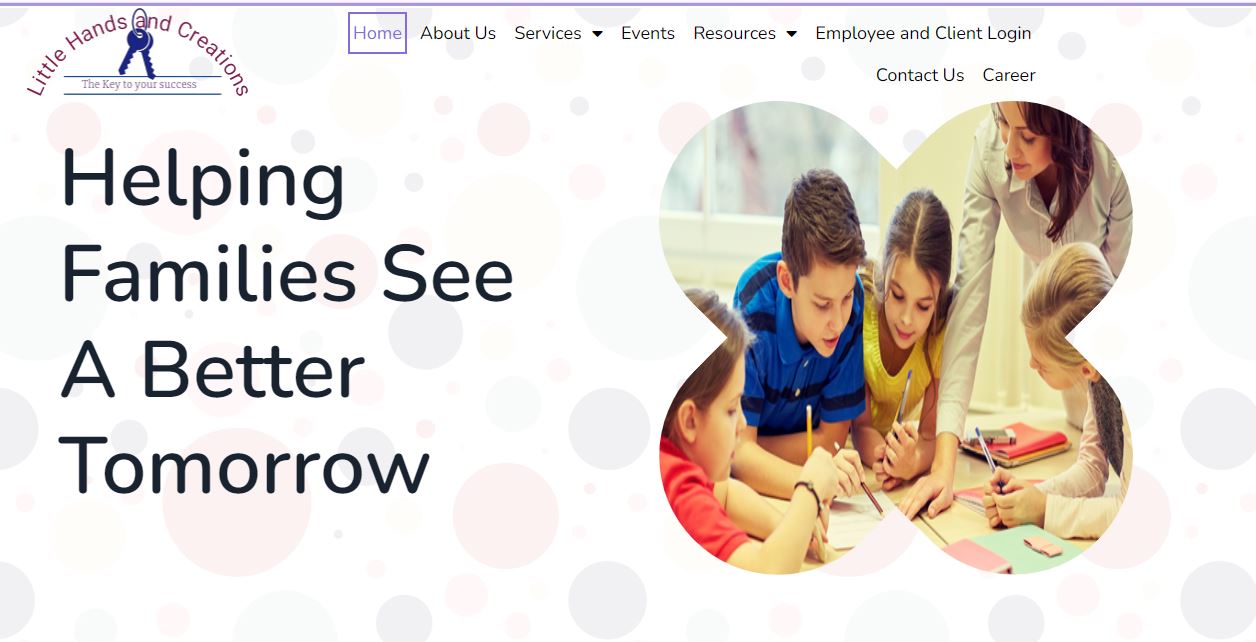 Little Hands and Creations
The Key to your success
Home About Us Services Events Resources Employee and Client Login
Contact Us Career
Helping
Families See
A Better
Tomorrow